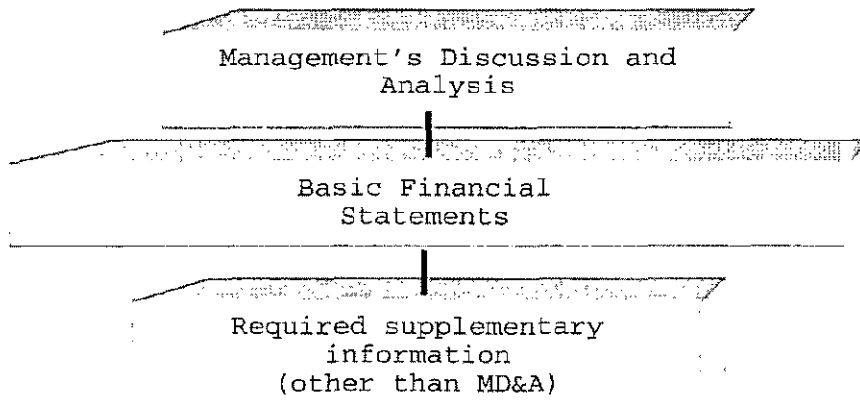 Management's Discussion and
Analysis
Basic Financial
Statements
Required supplementary
information
(other than MD&A)